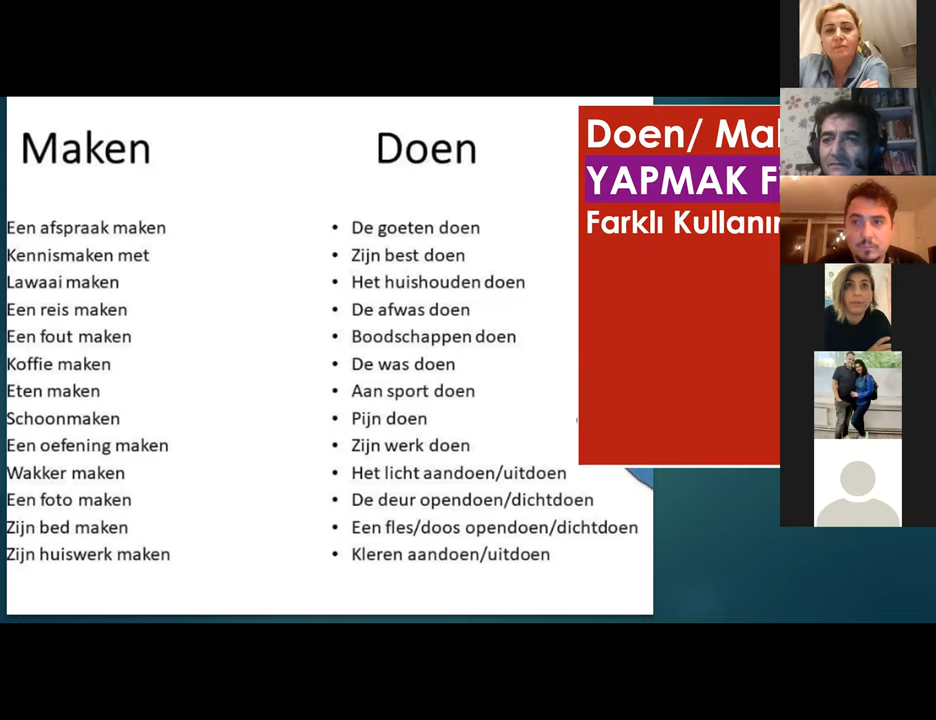 Maken
Een afspraak maken
Kennismaken met
Lawaai maken
Een reis maken
Een fout maken
Koffie maken
Eten maken
Schoonmaken
Een oefening maken
Wakker maken
Een foto maken
Zijn bed maken
Zijn huiswerk maken
Doen
• De goeten doen
• Zijn best doen
• Het huishouden doen
• De afwas doen
• Boodschappen doen
• De was doen
• Aan sport doen
• Pijn doen
• Zijn werk doen
• Het licht aandoen/uitdoen
• De deur opendoen/dichtdoen
• Een fles/doos opendoen/dichtdoen
• Kleren aandoen/uitdoen
Doen/
YAPMAK
Farklı